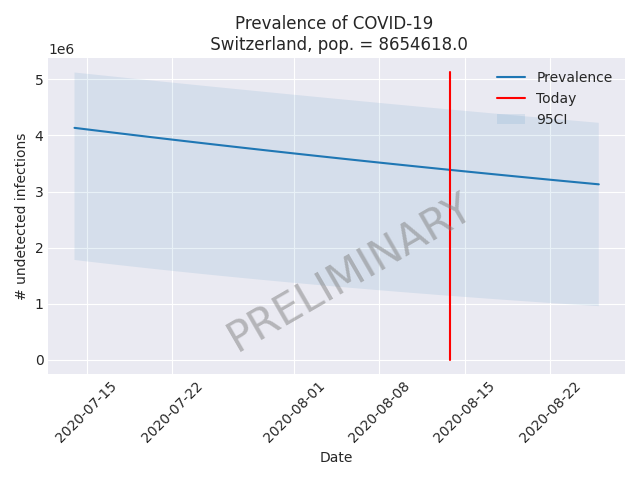 Prevalence of COVID-19
Switzerland, pop. = 8654618.0
1e6
Prevalence
Today
95CI
5
4
3
2
1
0
# undetected infections
PRELIMINARY
2020-07-15
2020-07-22
2020-08-01
2020-08-08
2020-08-15
2020-08-22
Date